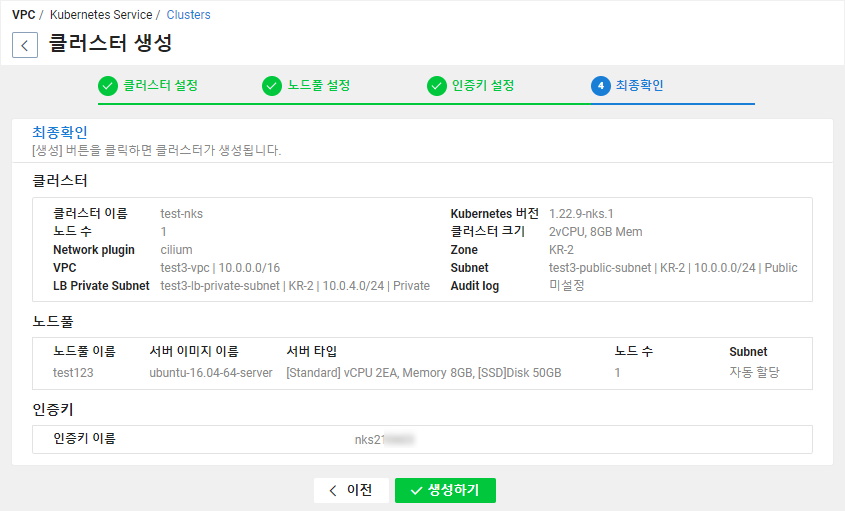 VPC / Kubernetes Service / Clusters
클러스터 생성
클러스터 설정 노드풀 설정 인증키 설정 4 최종확인
최종확인
[생성] 버튼을 클릭하면 클러스터가 생성됩니다.
클러스터
클러스터 이름 test-nks Kubernetes 버전 1.22.9-nks.1
노드 수 1 클러스터 크기 2vCPU, 8GB Mem
Network plugin cilium Zone KR-2
VPC test3-vpc | 10.0.0.0/16 Subnet test3-public-subnet | KR-2 | 10.0.0.0/24 | Public
LB Private Subnet test3-lb-private-subnet | KR-2 | 10.0.4.0/24 | Private Audit log 미설정
노드풀
노드풀 이름 서버 이미지 이름 서버 타입 노드 수 Subnet
test123 ubuntu-16.04-64-server [Standard] vCPU 2EA, Memory 8GB, [SSD]Disk 50GB 1 자동 할당
인증키
인증키 이름
이전 생성하기